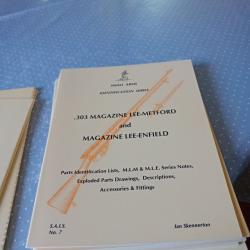 SMALL ARMS
IDENTIFICATION SERIES
.303 MAGAZINE LEE-METFORD
and
MAGAZINE LEE-ENFIELD
Parts Identification Lists, M.L.M & M.L.E. Series Notes,
Exploded Parts Drawings, Descriptions,
Accessories & Fittings
S.A.I.S.
No. 7
Ian Skennerton